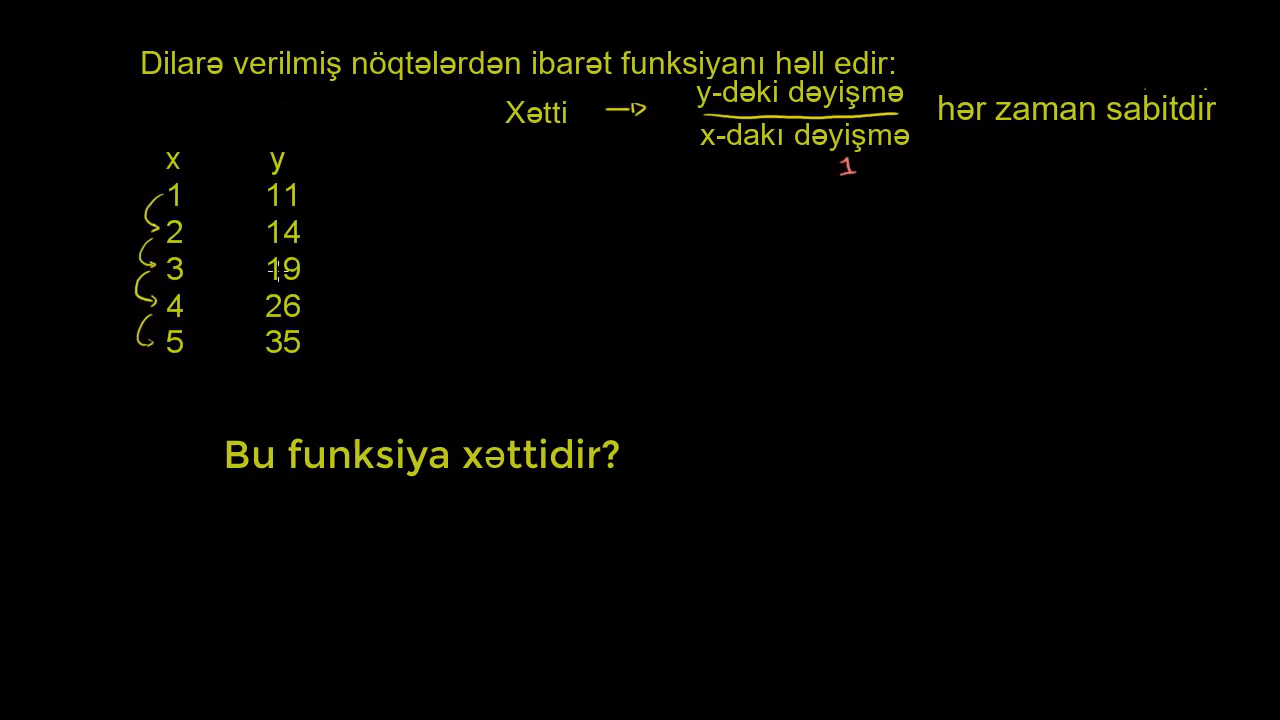 Dilarə verilmiş nöqtələrdən ibarət funksiyanı həll edir:
Xətti → y-dəki dəyişmə hər zaman sabitdir
x-dakı dəyişmə
1
x y
1 11
2 14
3 19
4 26
5 35
Bu funksiya xəttidir?